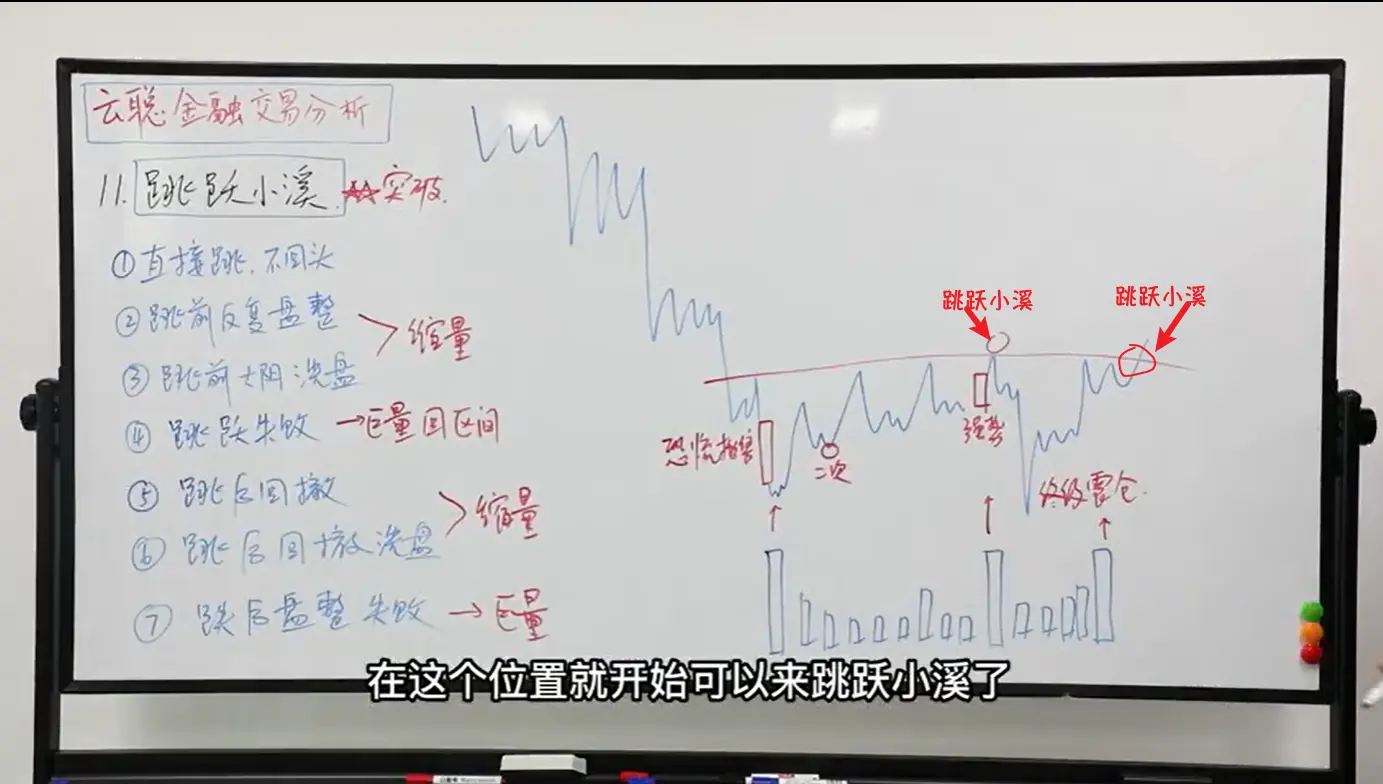 云聪金融交易分析
11.跳跃小溪.突破.
①直接跳.不回头
②跳前反复盘整
缩量
③跳前大阴洗盘
④跳跃失败→巨量回区间
⑤跳后回撤
缩量
⑥跳后回撤洗盘
⑦跌后盘整失败→巨量
跳跃小溪
跳跃小溪
恐慌抛售
二次
强势
终极震仓.
在这个位置就开始可以来跳跃小溪了